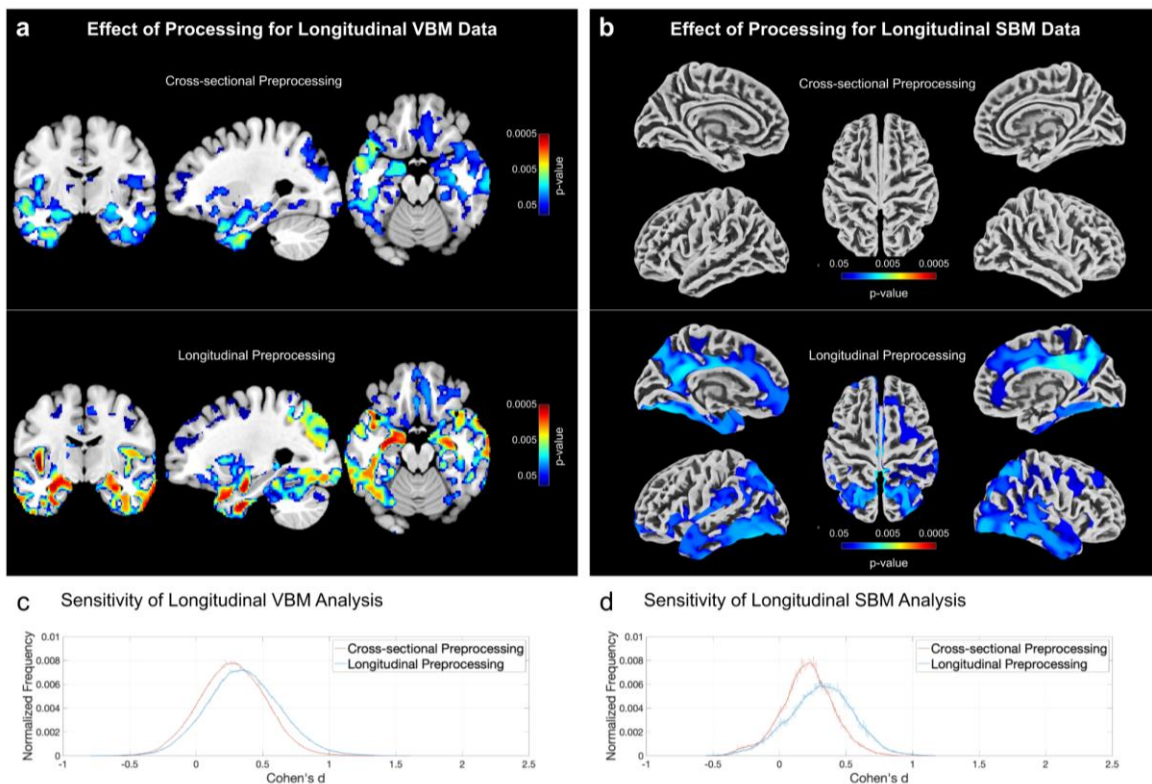 a
Effect of Processing for Longitudinal VBM Data
Cross-sectional Preprocessing
0.0005
0.005
0.05
p-value
Longitudinal Preprocessing
0.0005
0.005
0.05
p-value
b
Effect of Processing for Longitudinal SBM Data
Cross-sectional Preprocessing
0.05 0.005 0.0005
p-value
Longitudinal Preprocessing
0.05 0.005 0.0005
p-value
c Sensitivity of Longitudinal VBM Analysis
Normalized Frequency
0.01
0.008
0.006
0.004
0.002
0
Cross-sectional Preprocessing
Longitudinal Preprocessing
-1 -0.5 0 0.5 1 1.5 2 2.5
Cohen's d
d Sensitivity of Longitudinal SBM Analysis
Normalized Frequency
0.01
0.008
0.006
0.004
0.002
0
Cross-sectional Preprocessing
Longitudinal Preprocessing
-1 -0.5 0 0.5 1 1.5 2 2.5
Cohen's d